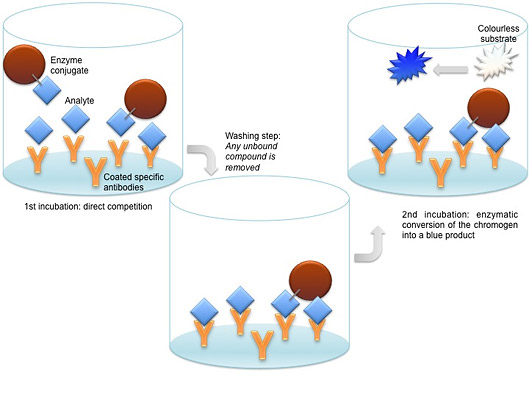 Enzyme
conjugate
Analyte
Coated specific
antibodies
1st incubation: direct competition
Washing step:
Any unbound
compound is
removed
Colourless
substrate
2nd incubation: enzymatic
conversion of the chromogen
into a blue product